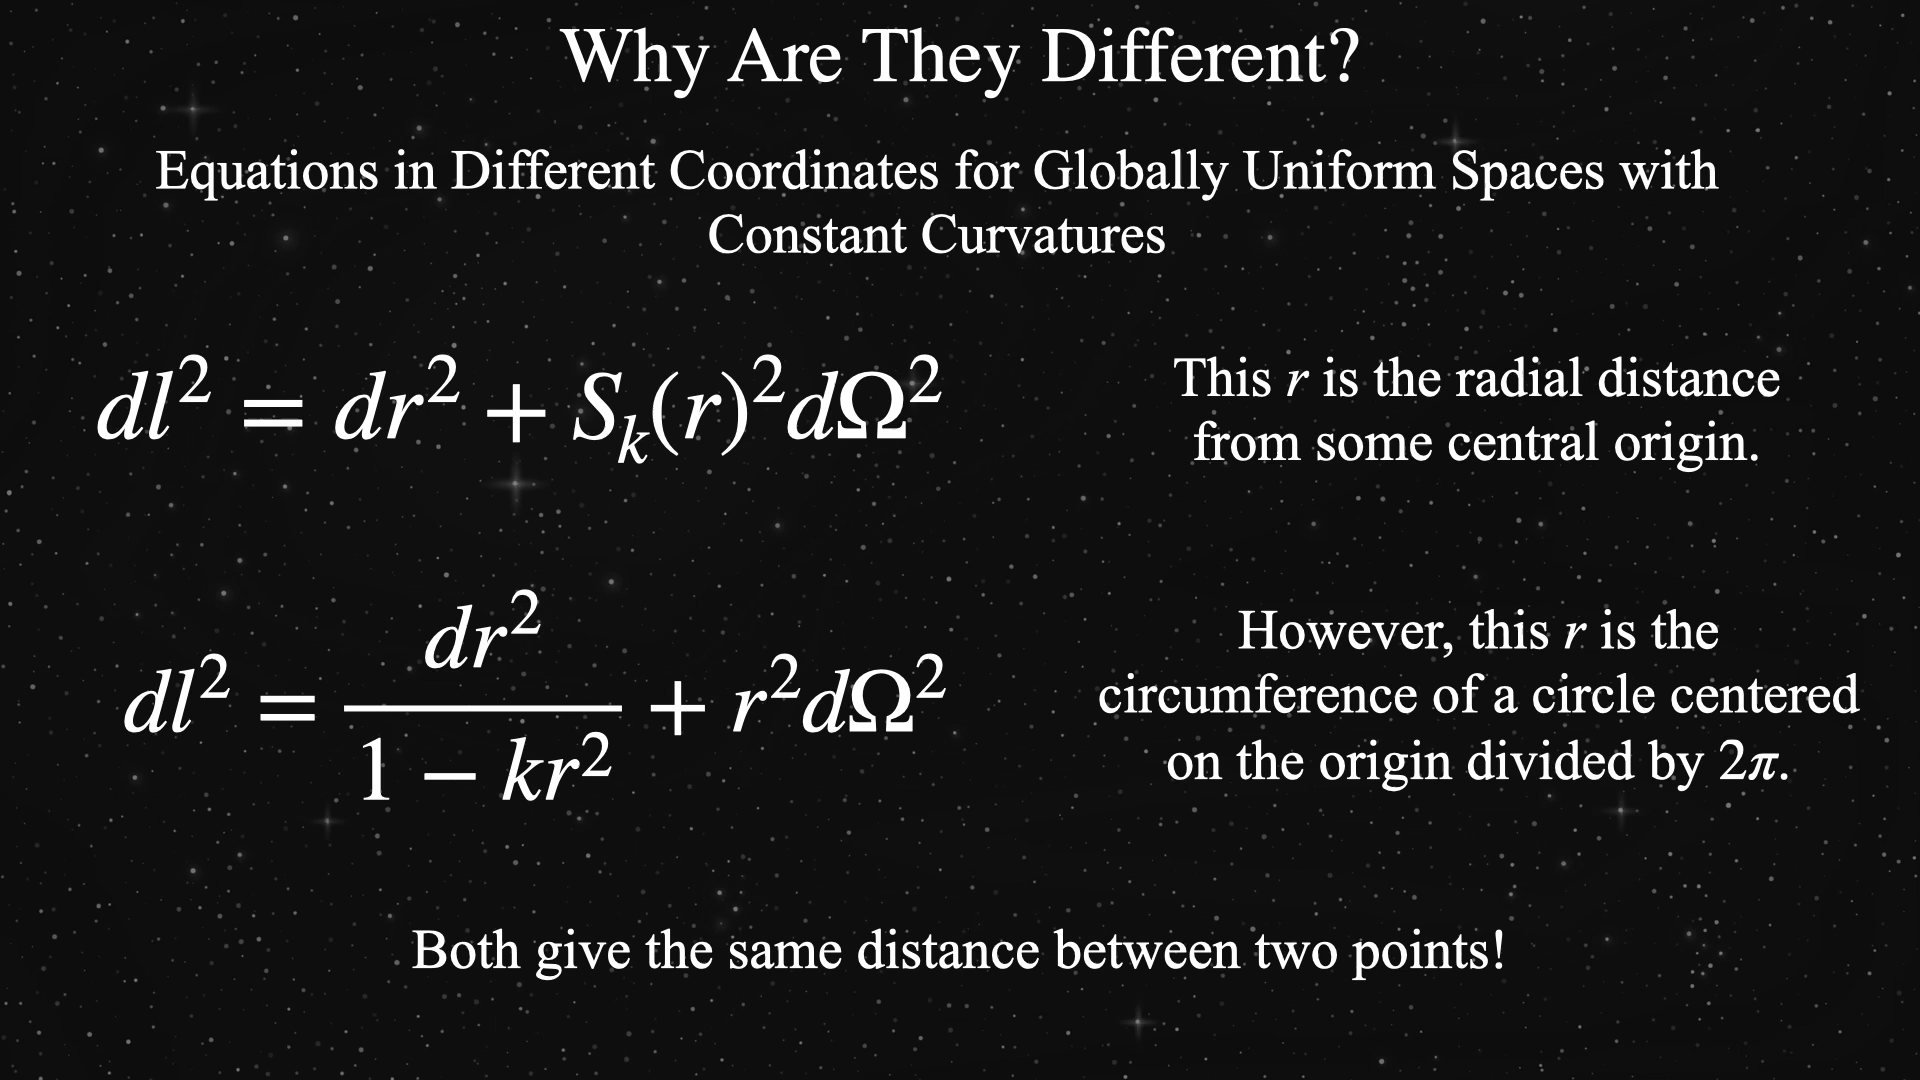 Why Are They Different?
Equations in Different Coordinates for Globally Uniform Spaces with
Constant Curvatures
dl² = dr² + Sₖ(r)²dΩ²
This r is the radial distance
from some central origin.
dl² = dr² / (1 − kr²) + r²dΩ²
However, this r is the
circumference of a circle centered
on the origin divided by 2π.
Both give the same distance between two points!